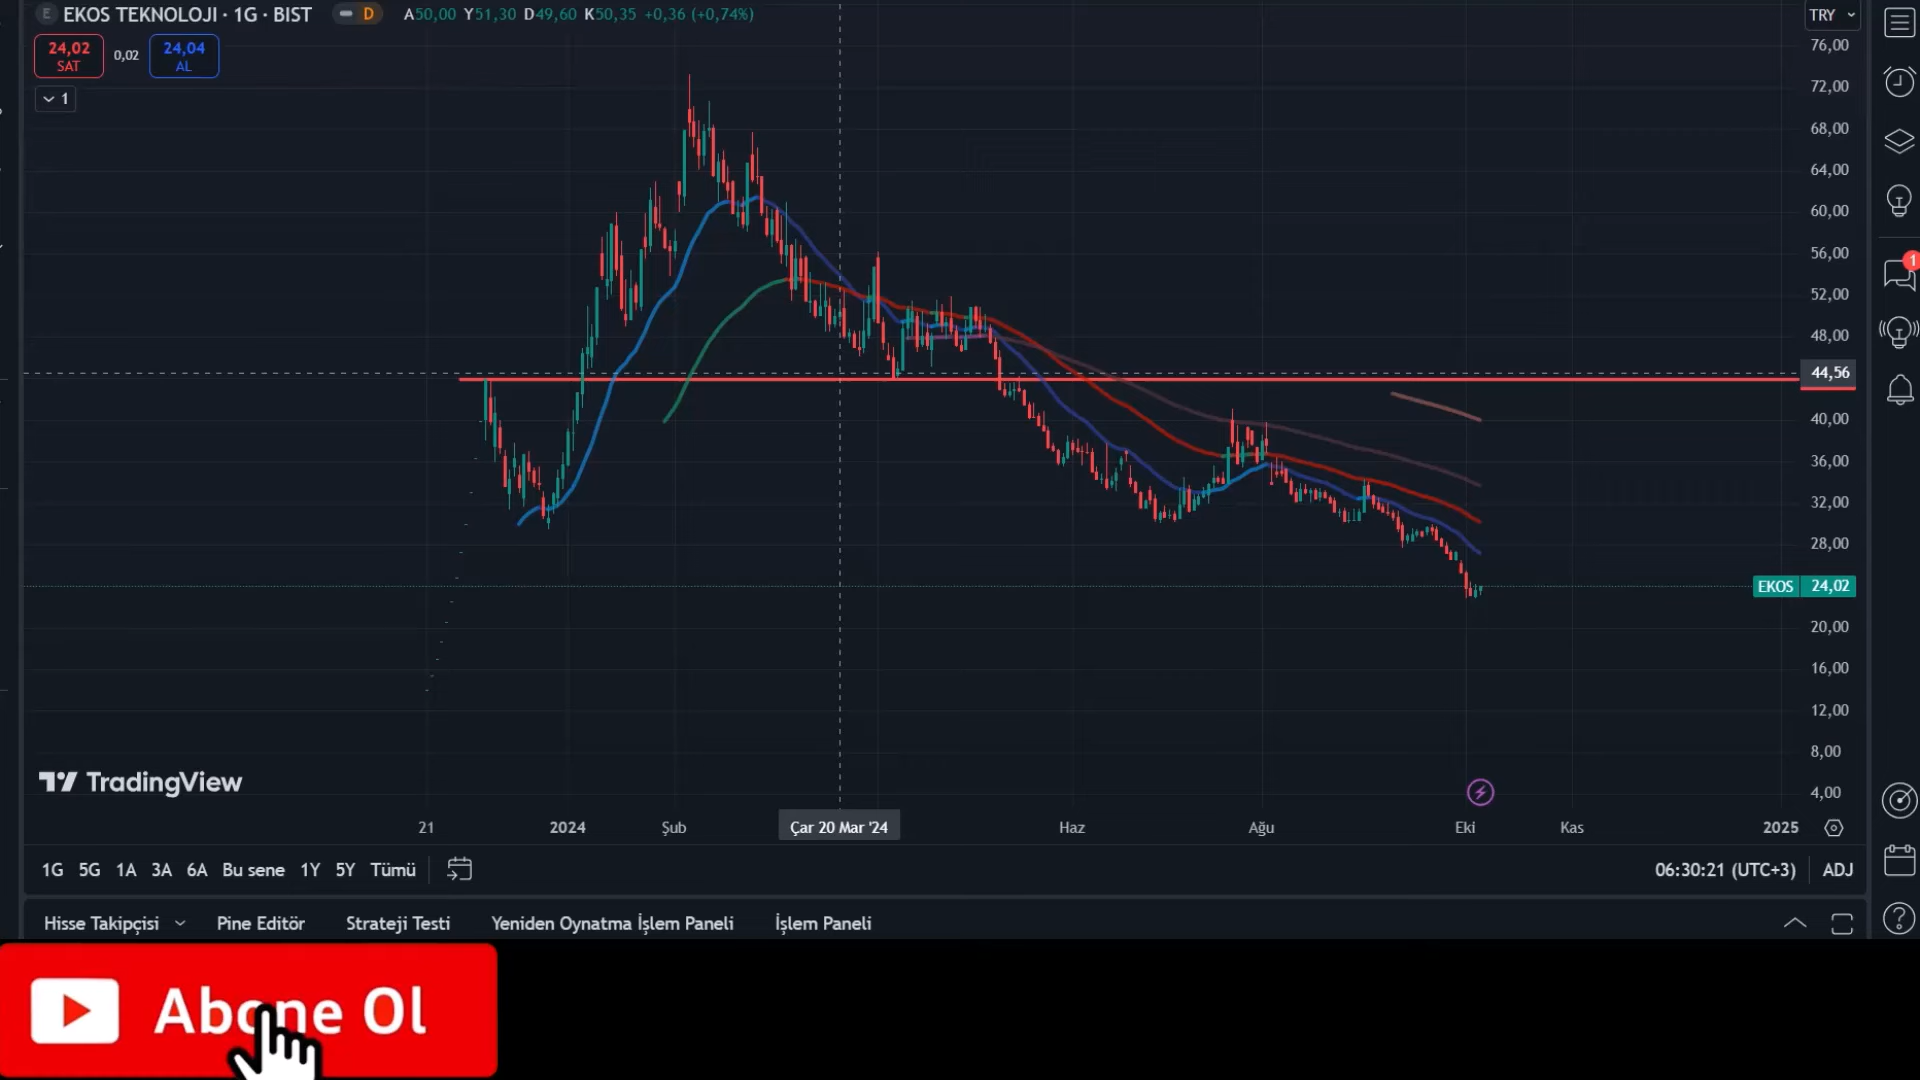 E EKOS TEKNOLOJI · 1G · BIST D A50,00 Y51,30 D49,60 K50,35 +0,36 (+0,74%)
TRY
24,02
SAT
0,02
24,04
AL
1
76,00
72,00
68,00
64,00
60,00
56,00
52,00
48,00
44,56
40,00
36,00
32,00
28,00
EKOS 24,02
20,00
16,00
12,00
8,00
4,00
1
TradingView
21 2024 Şub Çar 20 Mar '24 Haz Ağu Eki Kas 2025
1G 5G 1A 3A 6A Bu sene 1Y 5Y Tümü 06:30:21 (UTC+3) ADJ
Hisse Takipçisi Pine Editör Strateji Testi Yeniden Oynatma İşlem Paneli İşlem Paneli
Abone Ol